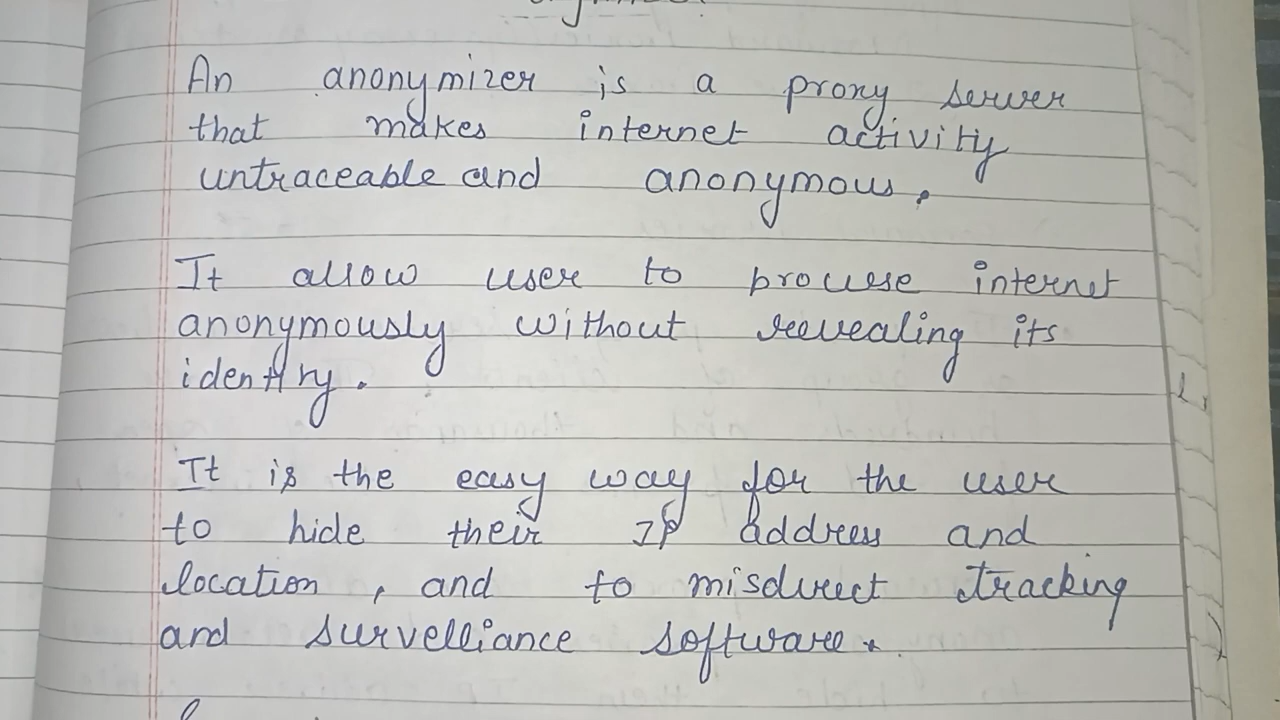 An anonymizer is a proxy server
that makes internet activity
untraceable and anonymous.
It allow user to browse internet
anonymously without revealing its
identity.
It is the easy way for the user
to hide their IP address and
location, and to misdirect tracking
and survelliance software.